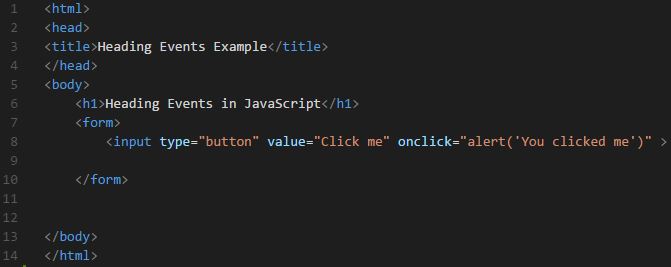 1 <html>
2 <head>
3 <title>Heading Events Example</title>
4 </head>
5 <body>
6 <h1>Heading Events in JavaScript</h1>
7 <form>
8 <input type="button" value="Click me" onclick="alert('You clicked me')" >
9
10 </form>
11
12
13 </body>
14 </html>